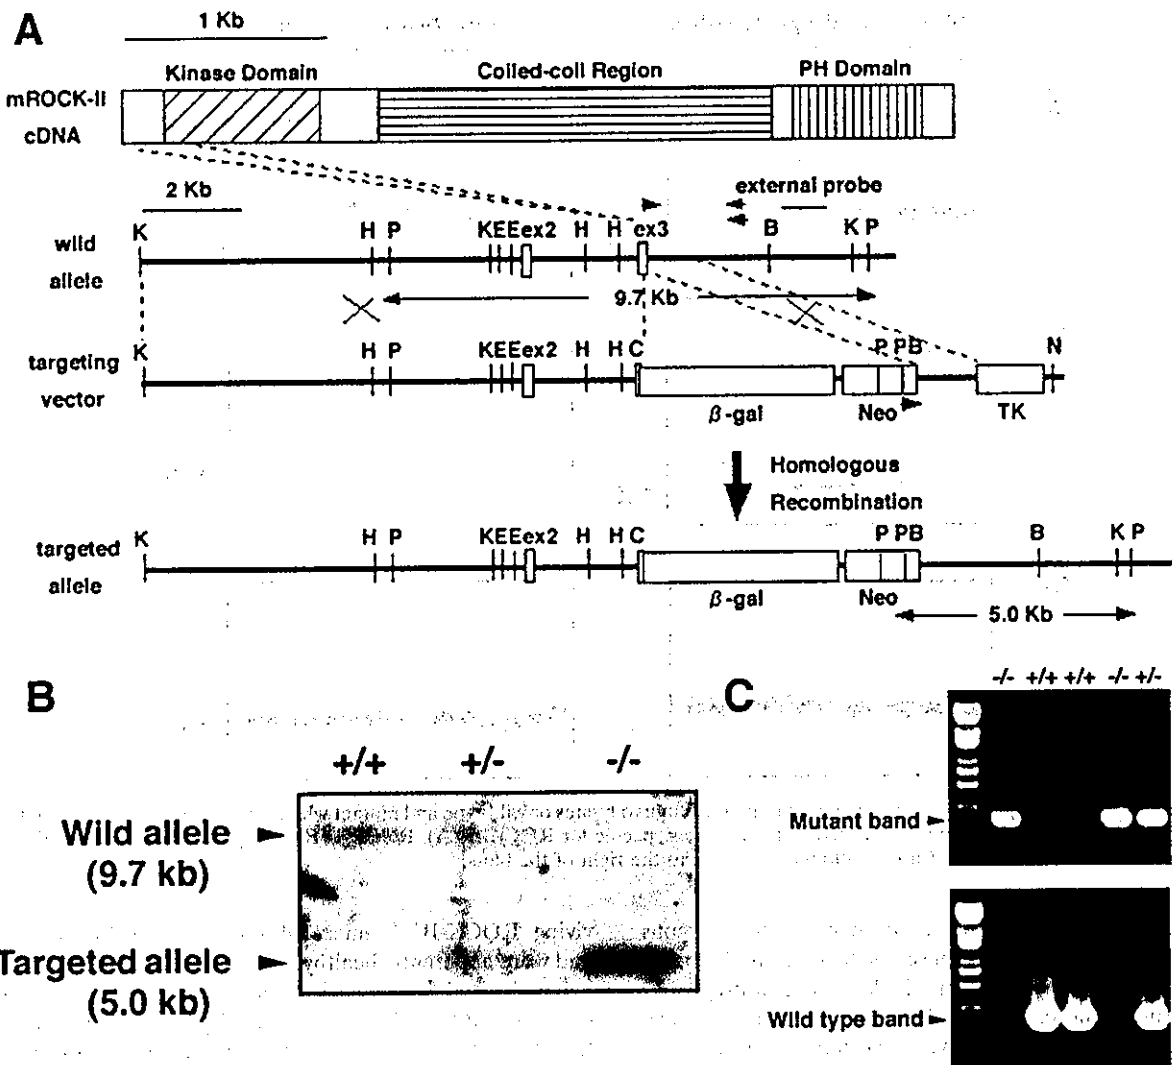 A
1 Kb
Kinase Domain
Coiled-coil Region
PH Domain
mROCK-II
cDNA
2 Kb
external probe
K H P KEEex2 H H ex3 B K P
wild
allele
9.7 Kb
K H P KEEex2 H H C P PB N
targeting
vector
β-gal Neo TK
Homologous
Recombination
K H P KEEex2 H H C P PB B K P
targeted
allele
β-gal Neo
5.0 Kb
B
+/+ +/- -/-
Wild allele
(9.7 kb)
Targeted allele
(5.0 kb)
C
-/- +/+ +/+ -/- +/-
Mutant band
Wild type band